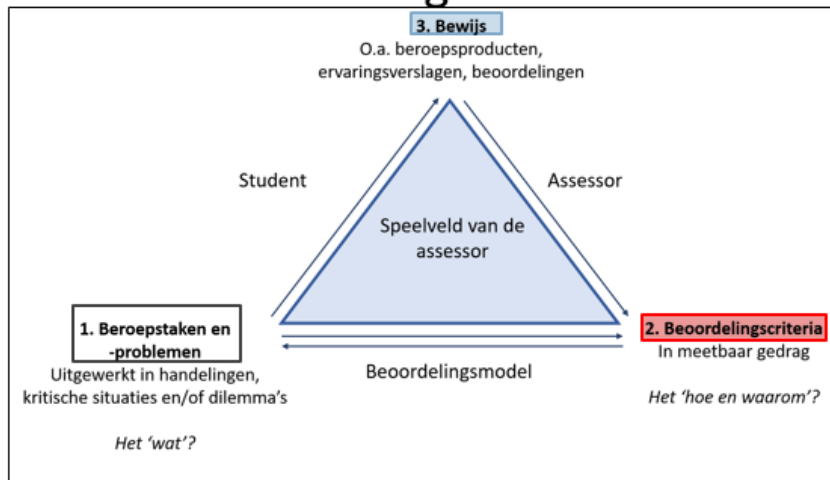 3. Bewijs
O.a. beroepsproducten,
ervaringsverslagen, beoordelingen
Student
Assessor
Speelveld van de
assessor
1. Beroepstaken en
-problemen
Uitgewerkt in handelingen,
kritische situaties en/of dilemma's
Het 'wat'?
Beoordelingsmodel
2. Beoordelingscriteria
In meetbaar gedrag
Het 'hoe en waarom'?